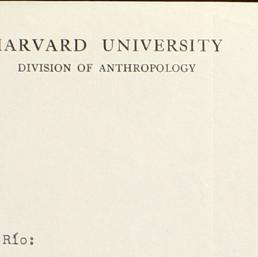 HARVARD UNIVERSITY
DIVISION OF ANTHROPOLOGY
Río: